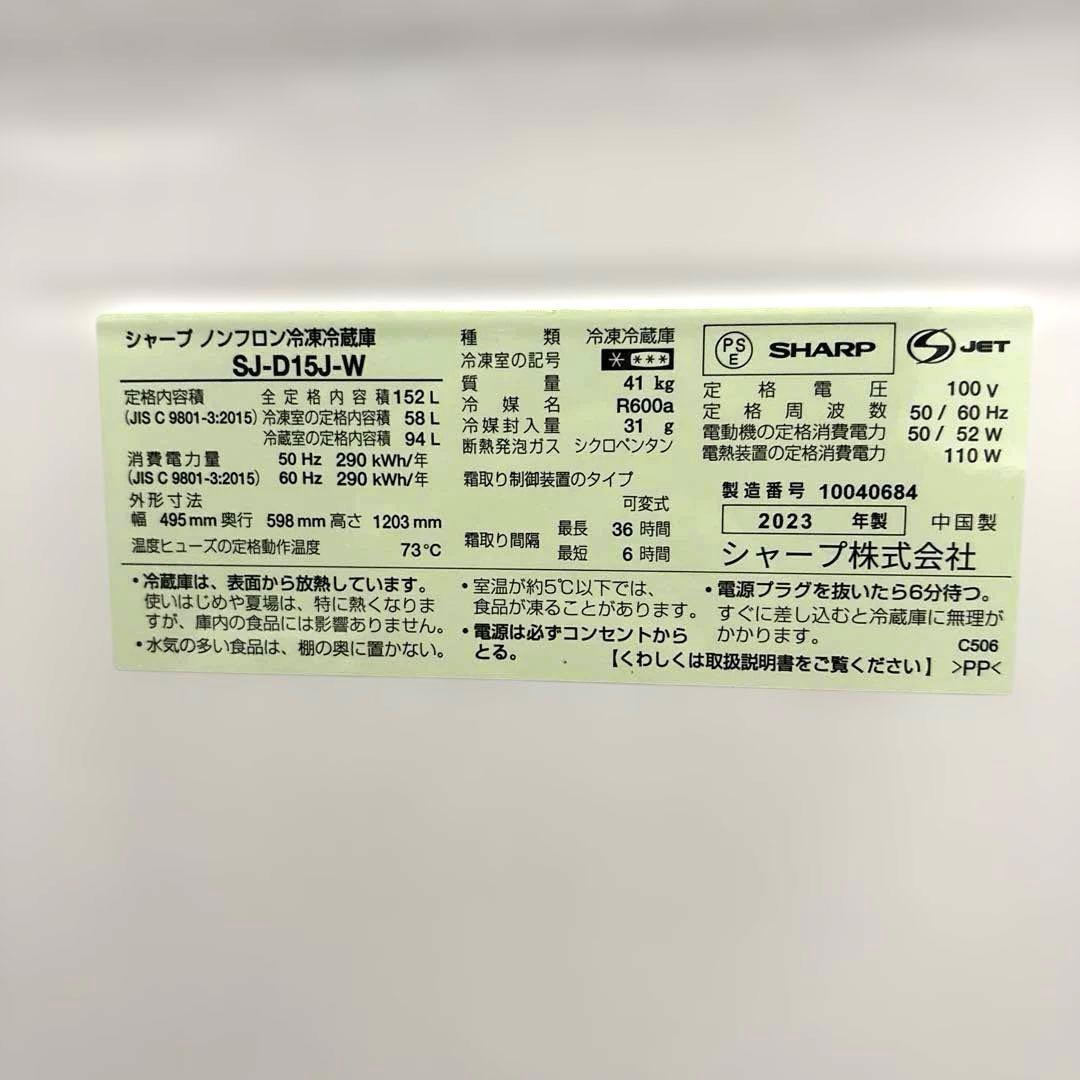 シャープ ノンフロン冷凍冷蔵庫
SJ-D15J-W
定格内容積 全定格内容積 152 L
(JIS C 9801-3:2015) 冷凍室の定格内容積 58 L
冷蔵室の定格内容積 94 L
消費電力量 50 Hz 290 kWh/年
(JIS C 9801-3:2015) 60 Hz 290 kWh/年
外形寸法
幅 495 mm 奥行 598 mm 高さ 1203 mm
温度ヒューズの定格動作温度 73℃
種類 冷凍冷蔵庫
冷凍室の記号 * ***
質量 41 kg
冷媒名 R600a
冷媒封入量 31 g
断熱発泡ガス シクロペンタン
霜取り制御装置のタイプ
可変式
霜取り間隔 最長 36 時間
最短 6 時間
PS
E
SHARP
S JET
定格電圧 100 V
定格周波数 50 / 60 Hz
電動機の定格消費電力 50 / 52 W
電熱装置の定格消費電力 110 W
製造番号 10040684
2023 年製 中国製
シャープ株式会社
・冷蔵庫は、表面から放熱しています。
使いはじめや夏場は、特に熱くなりま
すが、庫内の食品には影響ありません。
・水気の多い食品は、棚の奥に置かない。
・室温が約5℃以下では、
食品が凍ることがあります。
・電源は必ずコンセントから
とる。
・電源プラグを抜いたら6分待つ。
すぐに差し込むと冷蔵庫に無理が
かかります。
C506
【くわしくは取扱説明書をご覧ください】 >PP<